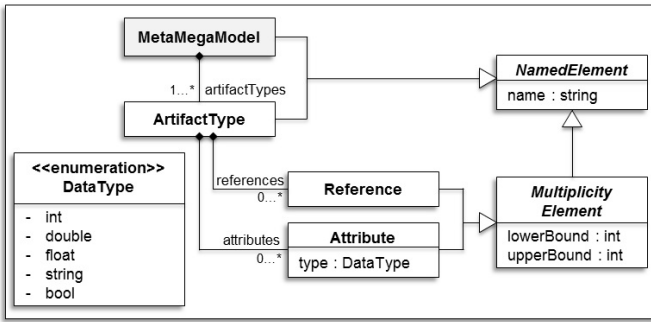 MetaMegaModel
1...* artifactTypes
ArtifactType
NamedElement
name : string
<<enumeration>>
DataType
- int
- double
- float
- string
- bool
references
0...*
Reference
attributes
0...*
Attribute
type : DataType
Multiplicity
Element
lowerBound : int
upperBound : int